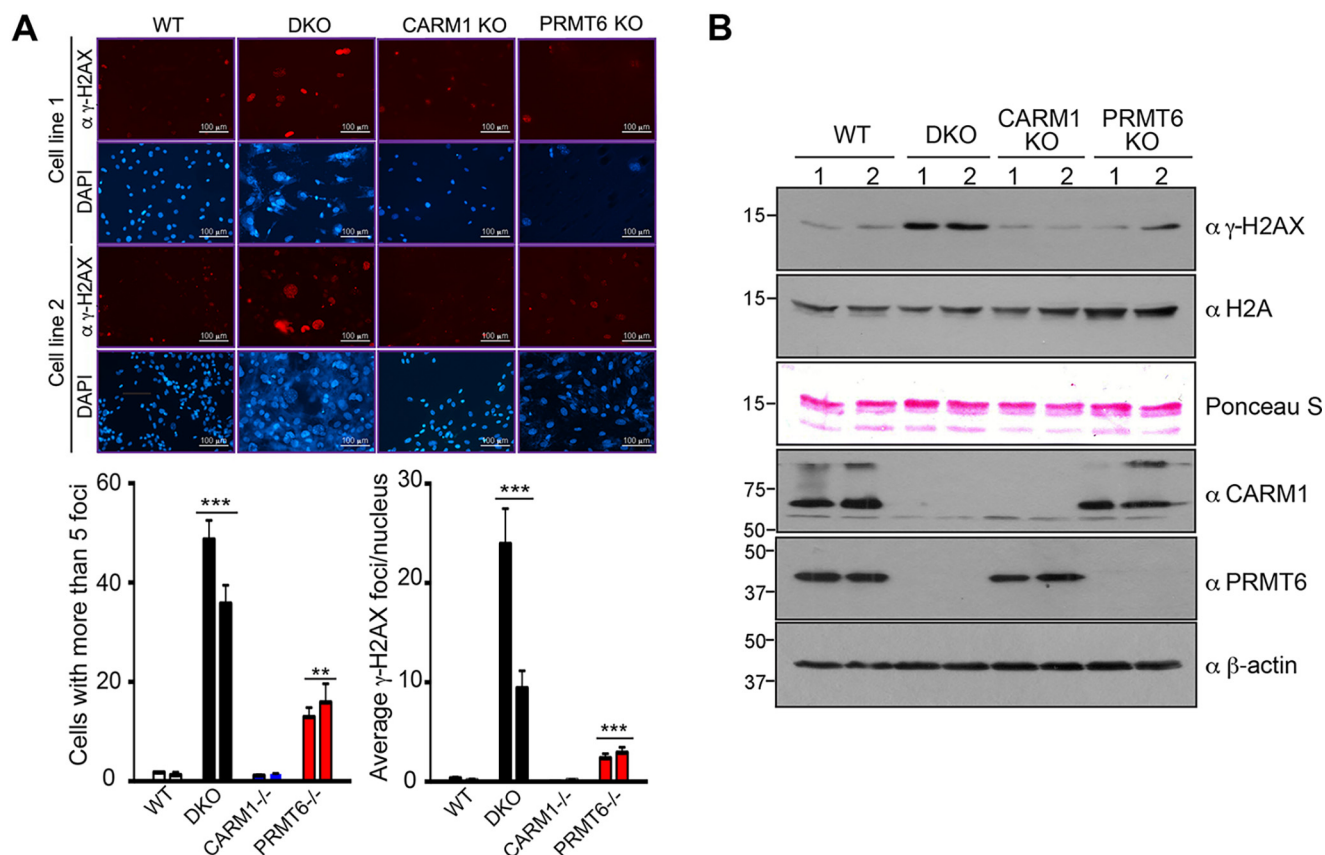 A
WT DKO CARM1 KO PRMT6 KO
Cell line 1
α γ-H2AX
100 µm 100 µm 100 µm 100 µm
DAPI
100 µm 100 µm 100 µm 100 µm
Cell line 2
α γ-H2AX
100 µm 100 µm 100 µm 100 µm
DAPI
100 µm 100 µm 100 µm 100 µm
Cells with more than 5 foci
60
40
20
0
***
**
WT DKO CARM1-/- PRMT6-/-
Average γ-H2AX foci/nucleus
30
20
10
0
***
***
WT DKO CARM1-/- PRMT6-/-
B
WT DKO CARM1 KO PRMT6 KO
1 2 1 2 1 2 1 2
15 α γ-H2AX
15 α H2A
15 Ponceau S
75
50
α CARM1
50
37
α PRMT6
50
37
α β-actin